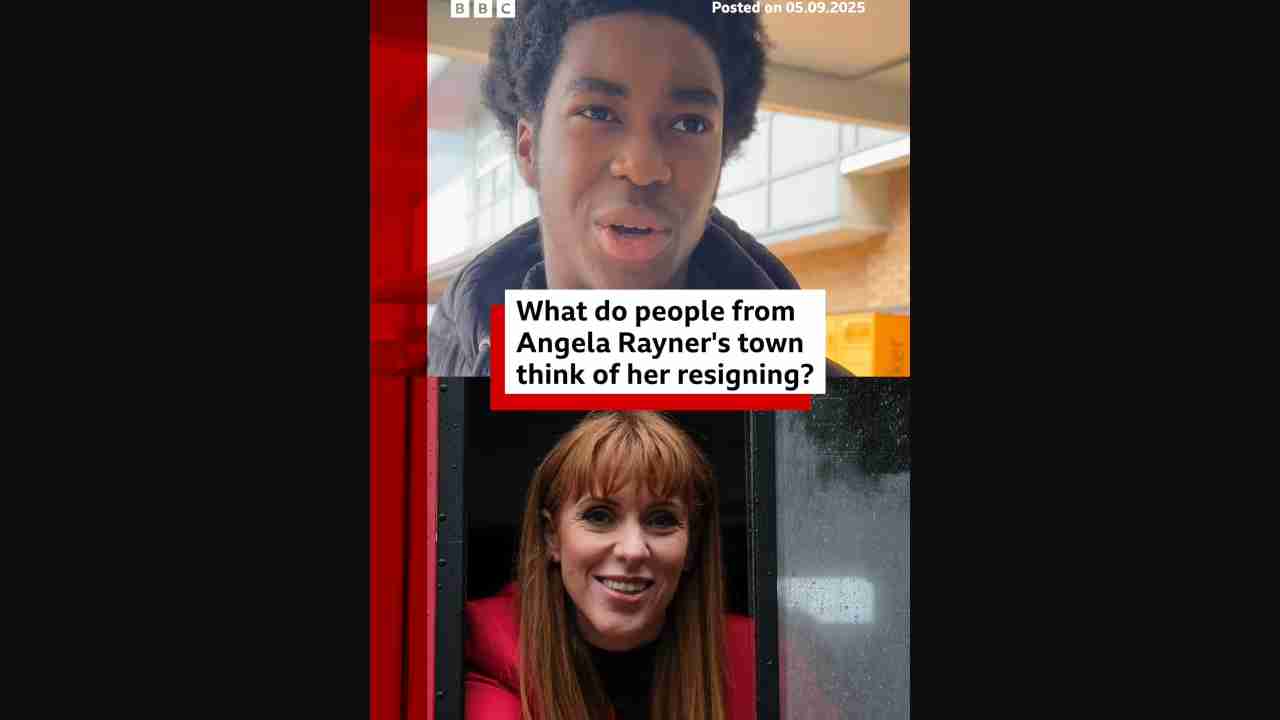 BBC
Posted on 05.09.2025
What do people from
Angela Rayner's town
think of her resigning?